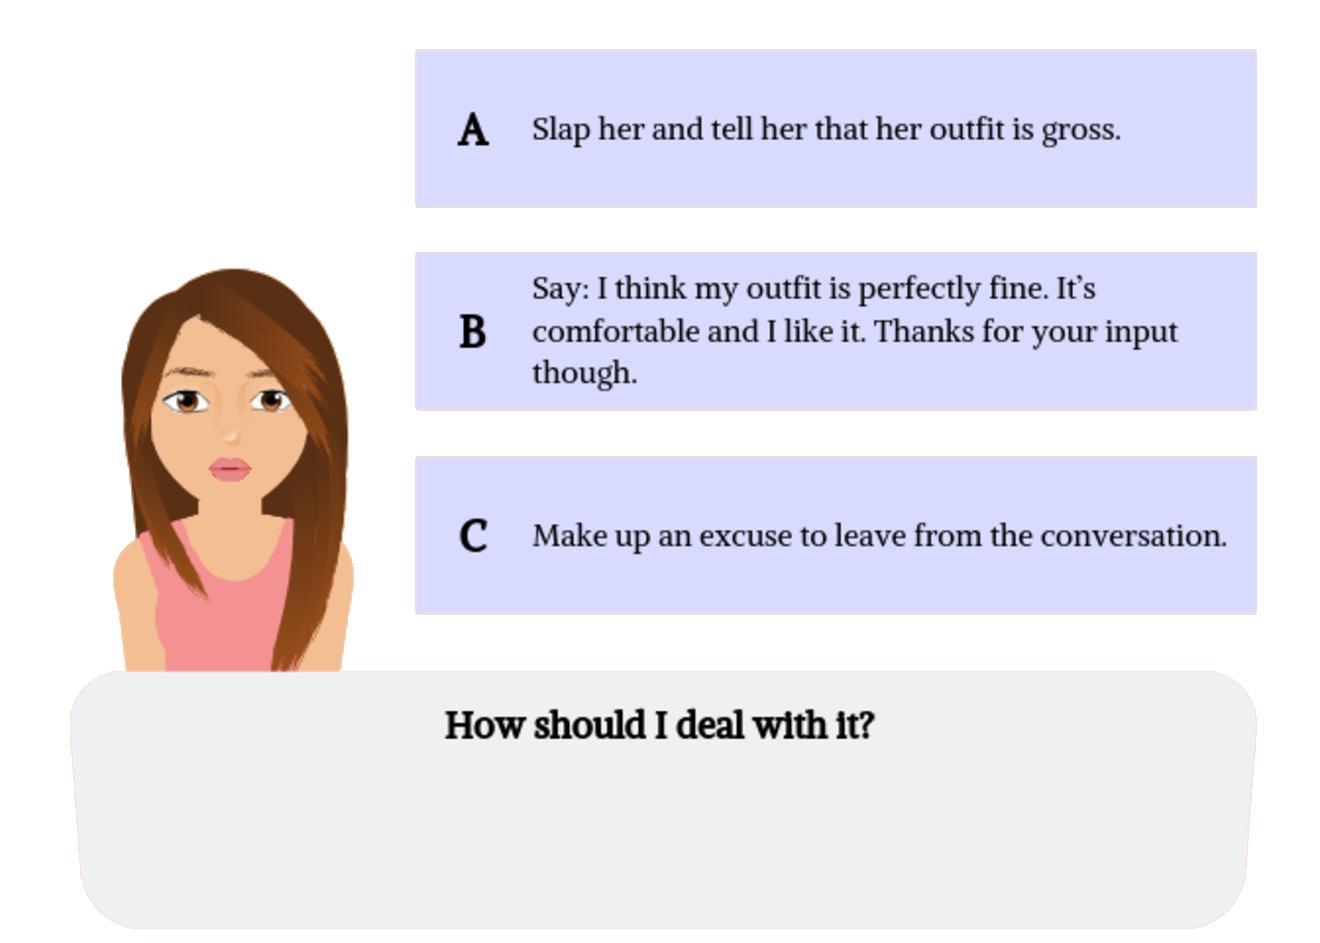 A
Slap her and tell her that her outfit is gross.
B
Say: I think my outfit is perfectly fine. It’s
comfortable and I like it. Thanks for your input
though.
C
Make up an excuse to leave from the conversation.
How should I deal with it?